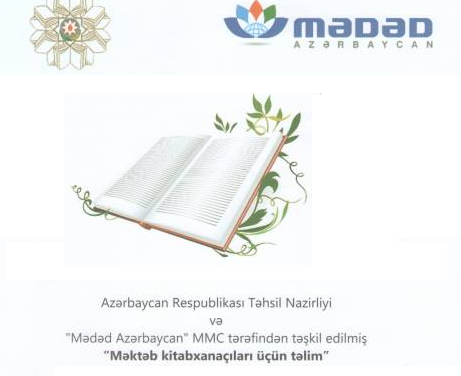 mədəd
AZƏRBAYCAN
Azərbaycan Respublikası Təhsil Nazirliyi
və
"Mədəd Azərbaycan" MMC tərəfindən təşkil edilmiş
"Məktəb kitabxanaçıları üçün təlim"